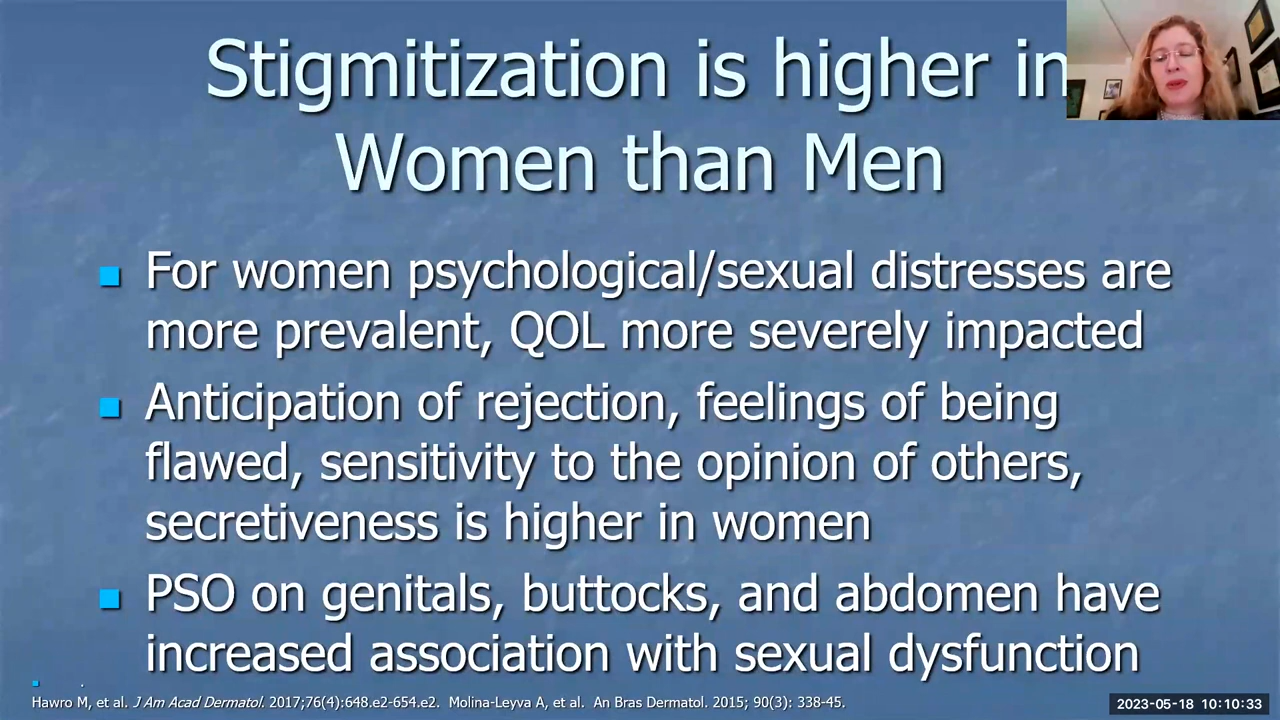 Stigmitization is higher in
Women than Men
For women psychological/sexual distresses are
more prevalent, QOL more severely impacted
Anticipation of rejection, feelings of being
flawed, sensitivity to the opinion of others,
secretiveness is higher in women
PSO on genitals, buttocks, and abdomen have
increased association with sexual dysfunction
.
Hawro M, et al. J Am Acad Dermatol. 2017;76(4):648.e2-654.e2. Molina-Leyva A, et al. An Bras Dermatol. 2015; 90(3): 338-45.
2023-05-18 10:10:33